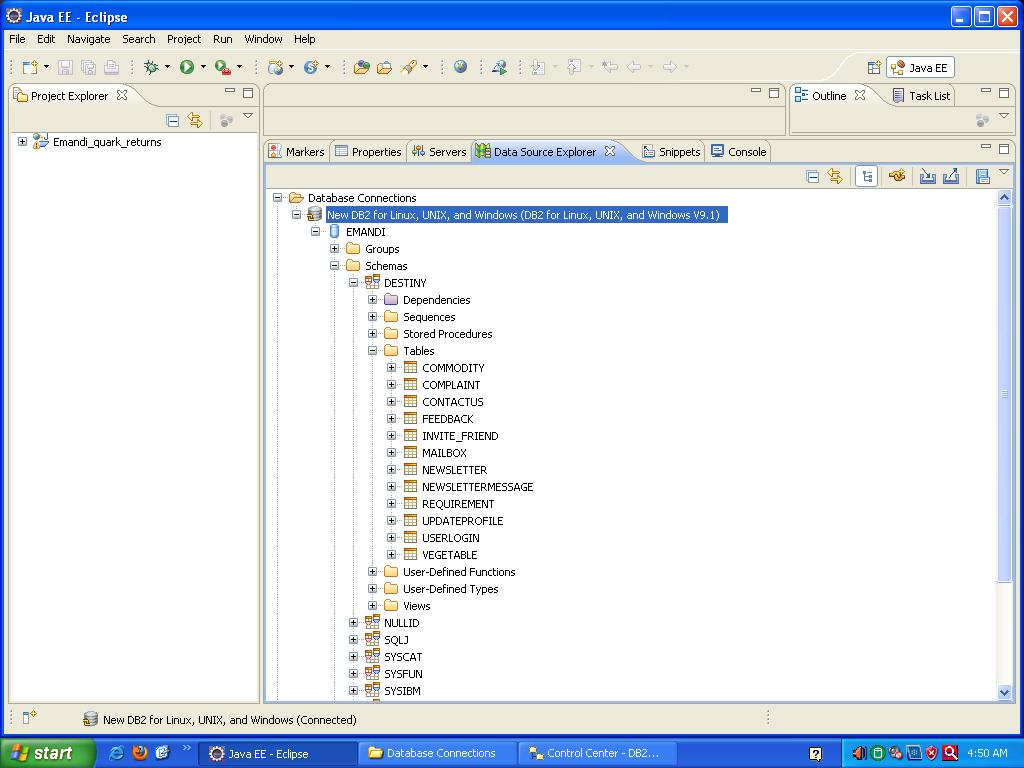 Java EE - Eclipse
File Edit Navigate Search Project Run Window Help
Java EE
Project Explorer
Outline Task List
Emandi_quark_returns
Markers Properties Servers Data Source Explorer Snippets Console
Database Connections
New DB2 for Linux, UNIX, and Windows (DB2 for Linux, UNIX, and Windows V9.1)
EMANDI
Groups
Schemas
DESTINY
Dependencies
Sequences
Stored Procedures
Tables
COMMODITY
COMPLAINT
CONTACTUS
FEEDBACK
INVITE_FRIEND
MAILBOX
NEWSLETTER
NEWSLETTERMESSAGE
REQUIREMENT
UPDATEPROFILE
USERLOGIN
VEGETABLE
User-Defined Functions
User-Defined Types
Views
NULLID
SQLJ
SYSCAT
SYSFUN
SYSIBM
New DB2 for Linux, UNIX, and Windows (Connected)
start Java EE - Eclipse Database Connections Control Center - DB2... 4:50 AM